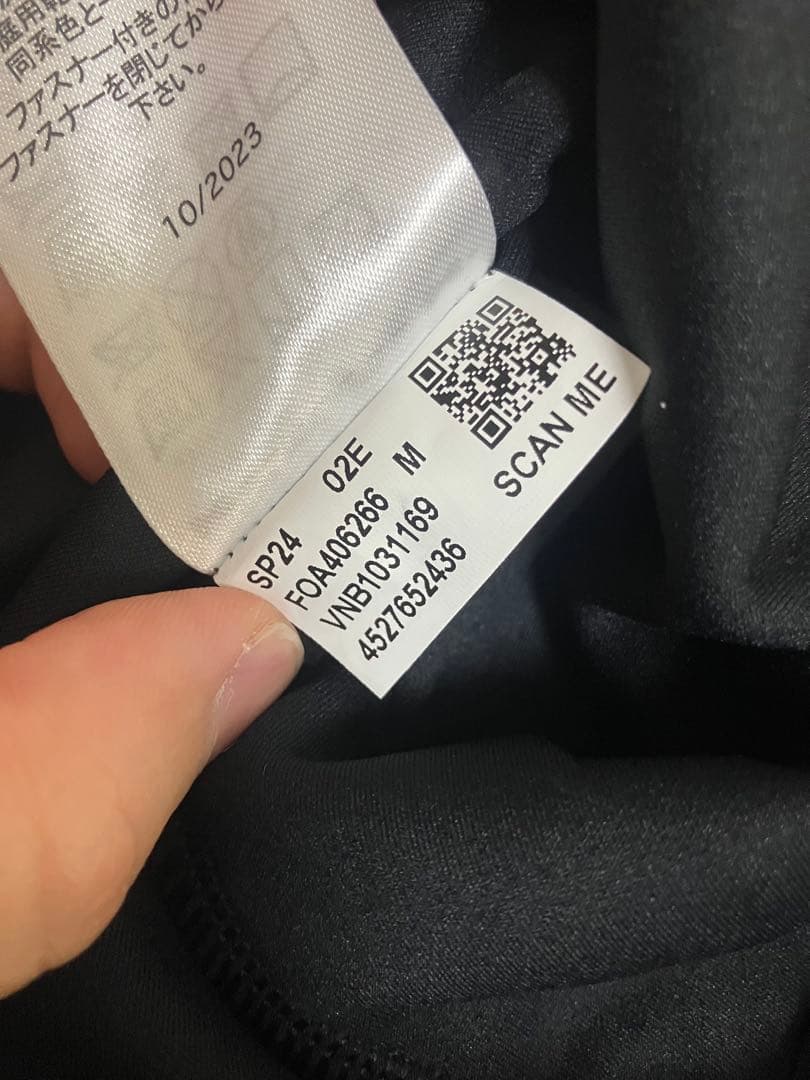 同系色と
ファスナー付きの
ファスナーを閉じてから
下さい。
10/2023
SP24 02E
FOA406266 M
VNB1031169
4527652436
SCAN ME